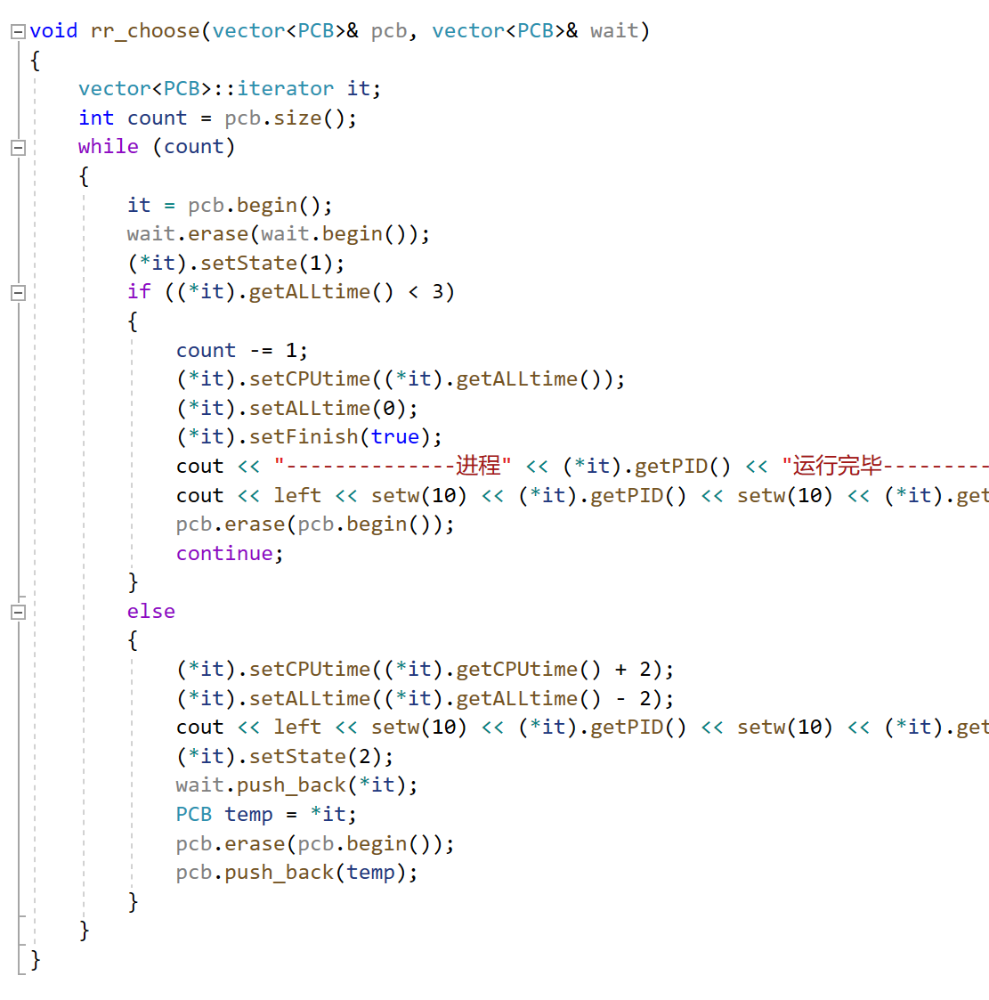 void rr_choose(vector<PCB>& pcb, vector<PCB>& wait)
{
    vector<PCB>::iterator it;
    int count = pcb.size();
    while (count)
    {
        it = pcb.begin();
        wait.erase(wait.begin());
        (*it).setState(1);
        if ((*it).getALLtime() < 3)
        {
            count -= 1;
            (*it).setCPUtime((*it).getALLtime());
            (*it).setALLtime(0);
            (*it).setFinish(true);
            cout << "--------------进程" << (*it).getPID() << "运行完毕---------
            cout << left << setw(10) << (*it).getPID() << setw(10) << (*it).get
            pcb.erase(pcb.begin());
            continue;
        }
        else
        {
            (*it).setCPUtime((*it).getCPUtime() + 2);
            (*it).setALLtime((*it).getALLtime() - 2);
            cout << left << setw(10) << (*it).getPID() << setw(10) << (*it).get
            (*it).setState(2);
            wait.push_back(*it);
            PCB temp = *it;
            pcb.erase(pcb.begin());
            pcb.push_back(temp);
        }
    }
}